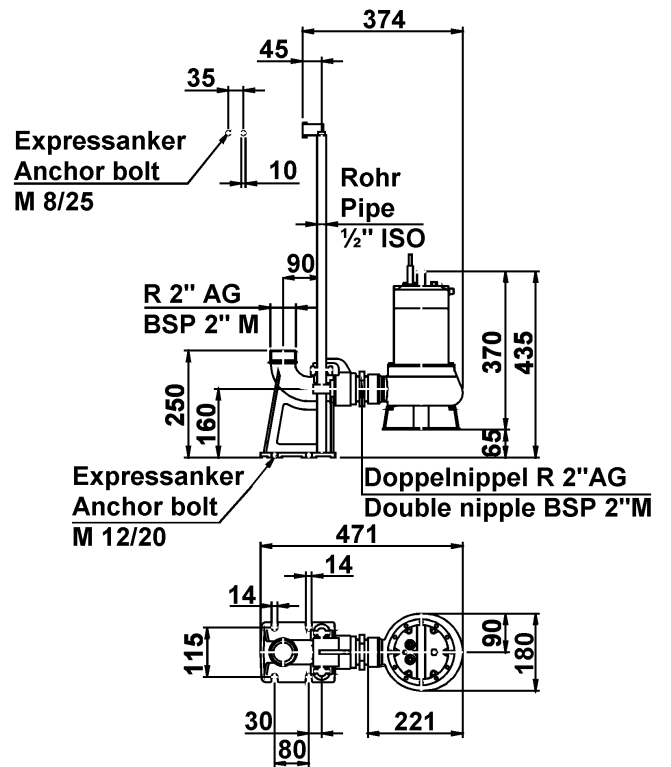 374
45
35
Expressanker
Anchor bolt
M 8/25
10
Rohr
Pipe
½" ISO
90
R 2" AG
BSP 2" M
250
160
370
435
65
Expressanker
Anchor bolt
M 12/20
Doppelnippel R 2"AG
Double nipple BSP 2"M
471
14
14
115
90
180
30
80
221